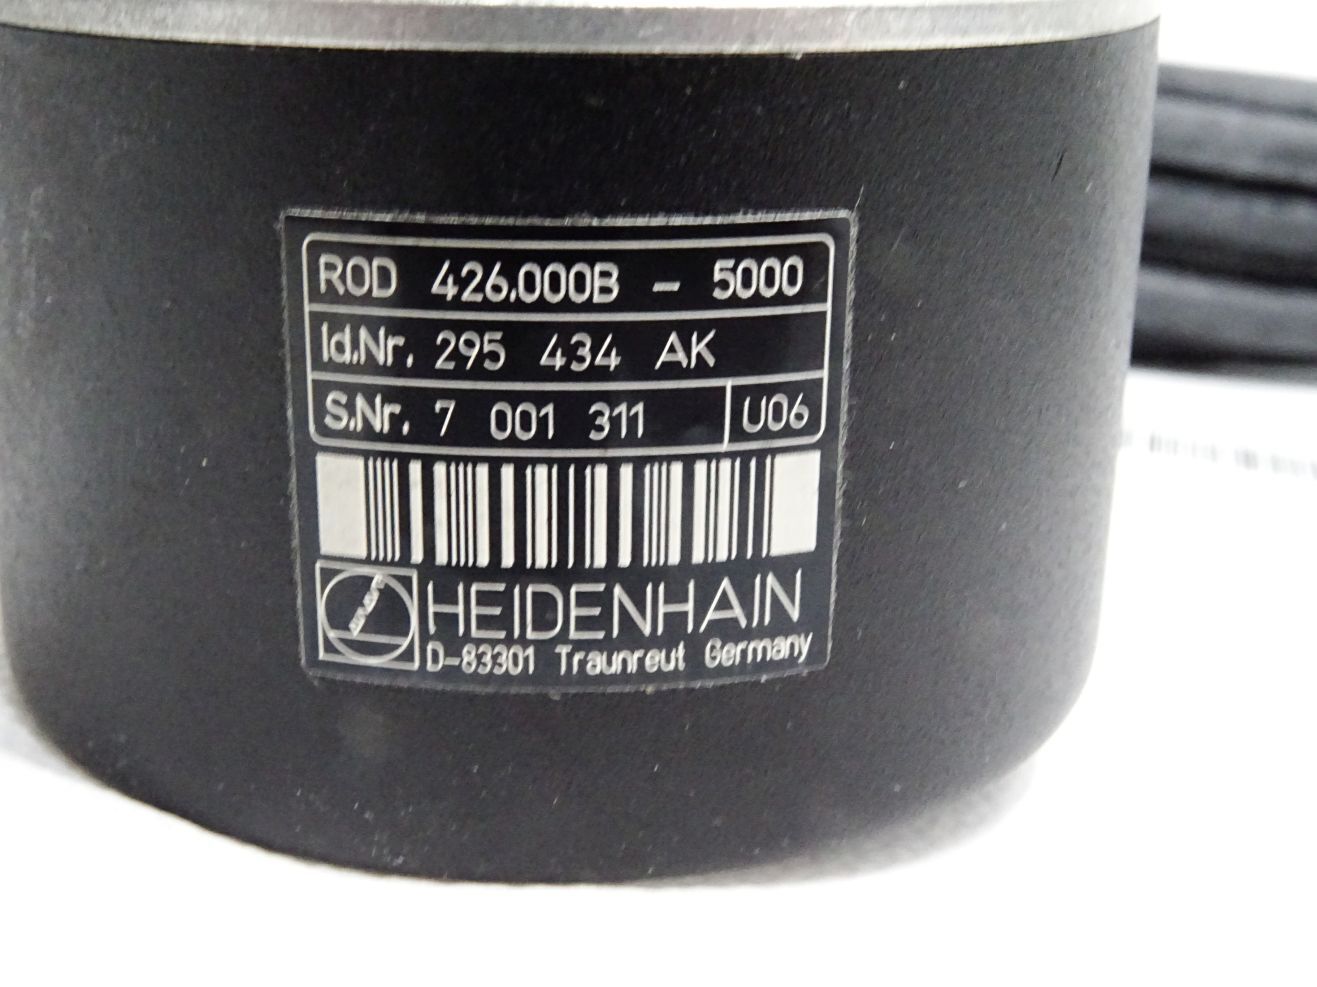 ROD 426.000B - 5000
Id.Nr. 295 434 AK
S.Nr. 7 001 311 U06
HEIDENHAIN
D-83301 Traunreut Germany